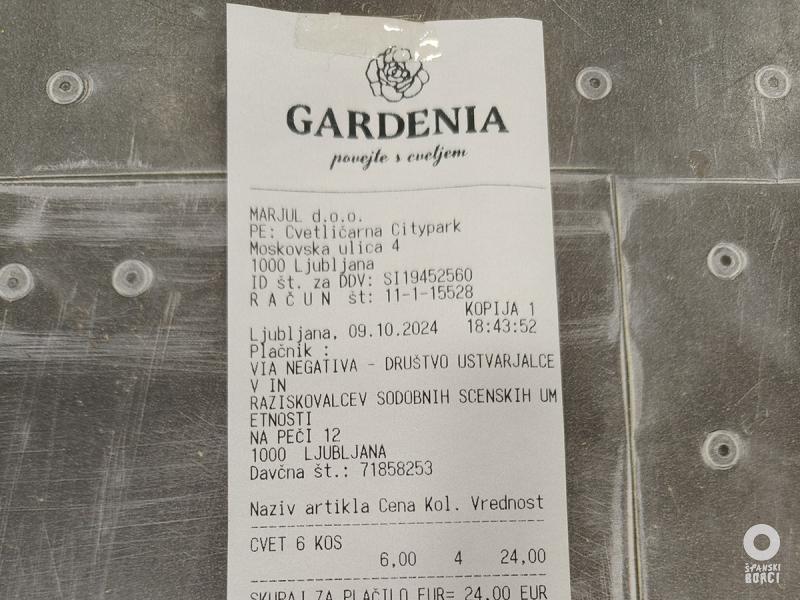 GARDENIA
povejte s cvetjem
MARJUL d.o.o.
PE: Cvetličarna Citypark
Moskovska ulica 4
1000 Ljubljana
ID št. za DDV: SI19452560
R A Č U N št: 11-1-15528
KOPIJA 1
Ljubljana, 09.10.2024 18:43:52
Plačnik :
VIA NEGATIVA - DRUŠTVO USTVARJALCE
V IN
RAZISKOVALCEV SODOBNIH SCENSKIH UM
ETNOSTI
NA PEČI 12
1000 LJUBLJANA
Davčna št.: 71858253
Naziv artikla Cena Kol. Vrednost
CVET 6 KOS
6,00 4 24,00
SKUPAJ ZA PLAČILO EUR= 24,00 EUR
ŠPANSKI
BORCI